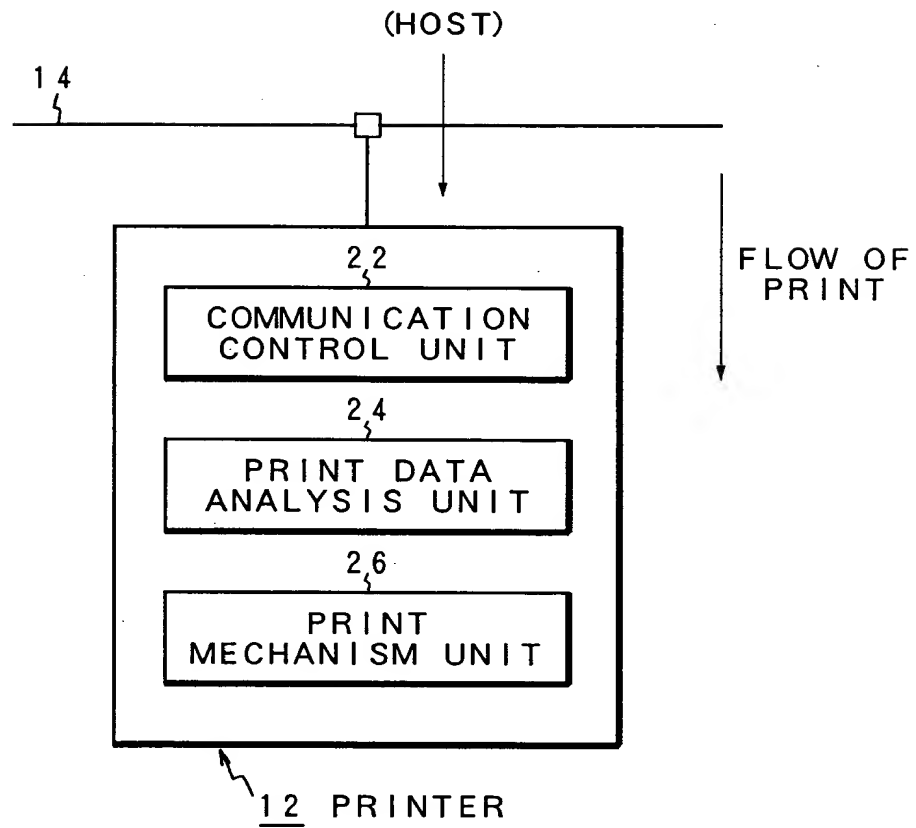 (HOST)
14
22
COMMUNICATION
CONTROL UNIT
FLOW OF
PRINT
24
PRINT DATA
ANALYSIS UNIT
26
PRINT
MECHANISM UNIT
12 PRINTER